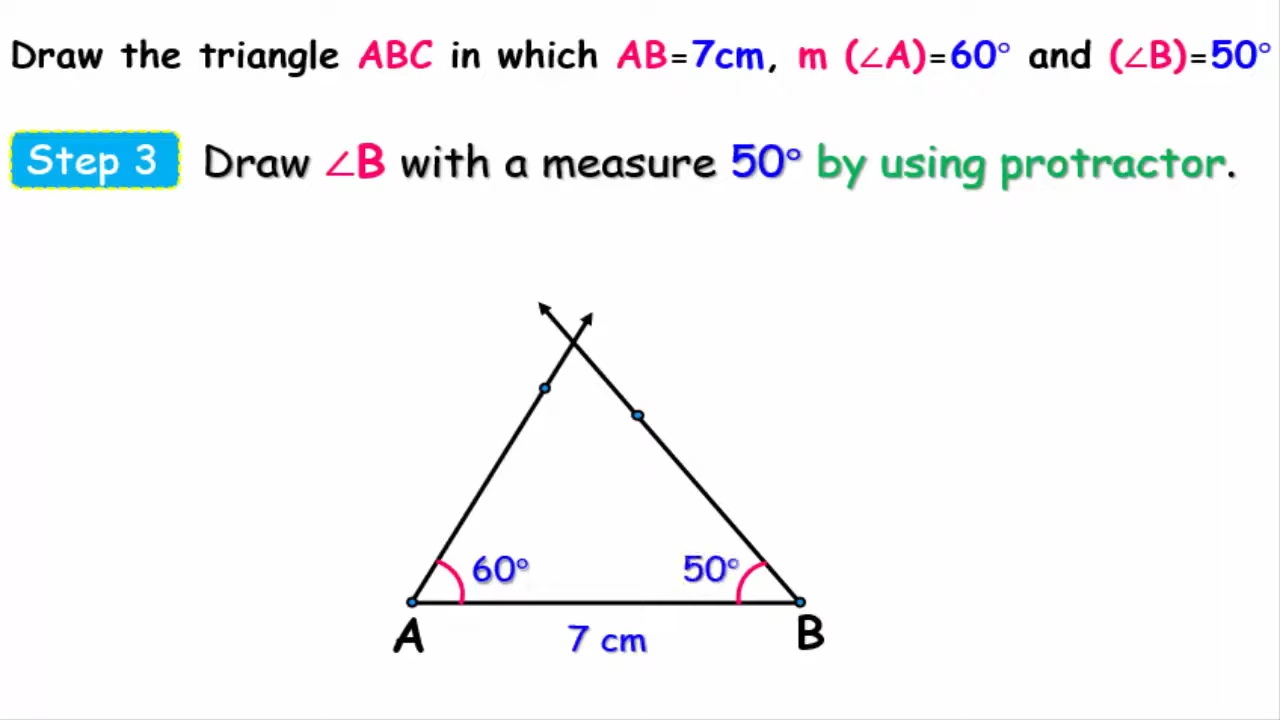 Draw the triangle ABC in which AB=7cm, m (∠A)=60° and (∠B)=50°
Step 3 Draw ∠B with a measure 50° by using protractor.
60° 50°
A 7 cm B